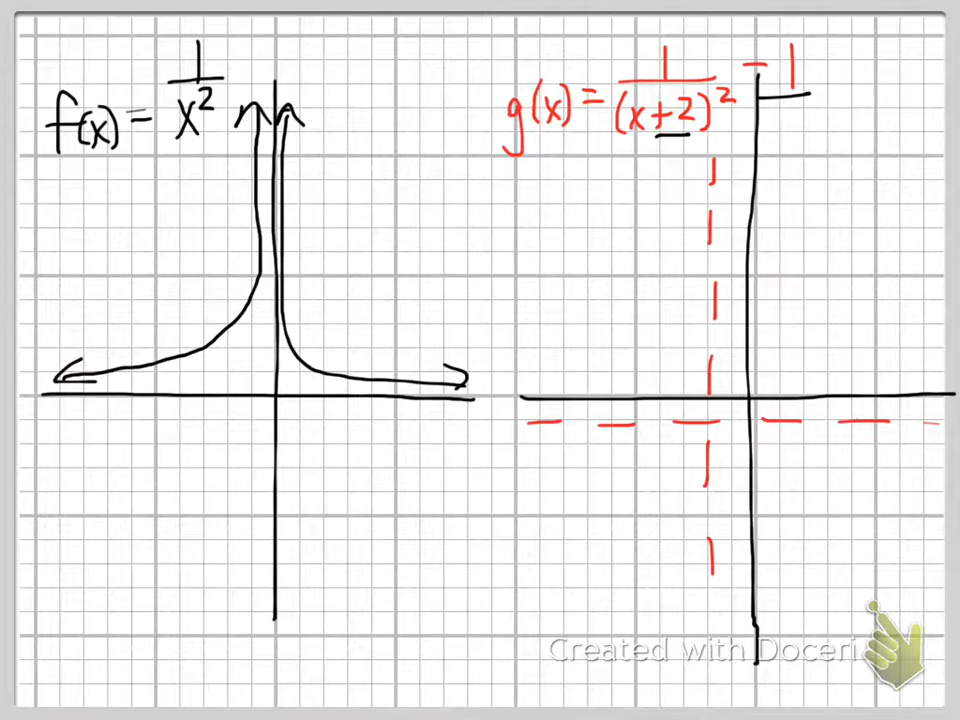 f(x) = 1/x²
g(x) = 1/(x+2)² - 1
Created with Doceri